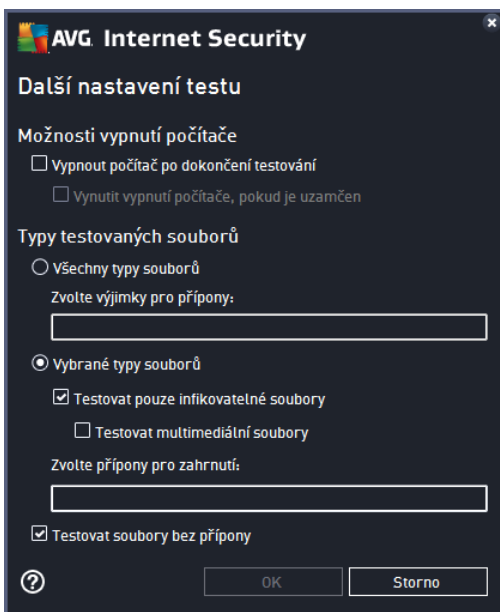 AVG Internet Security
Další nastavení testu
Možnosti vypnutí počítače
Vypnout počítač po dokončení testování
Vynutit vypnutí počítače, pokud je uzamčen
Typy testovaných souborů
Všechny typy souborů
Zvolte výjimky pro přípony:
Vybrané typy souborů
Testovat pouze infikovatelné soubory
Testovat multimediální soubory
Zvolte přípony pro zahrnutí:
Testovat soubory bez přípony
? OK Storno